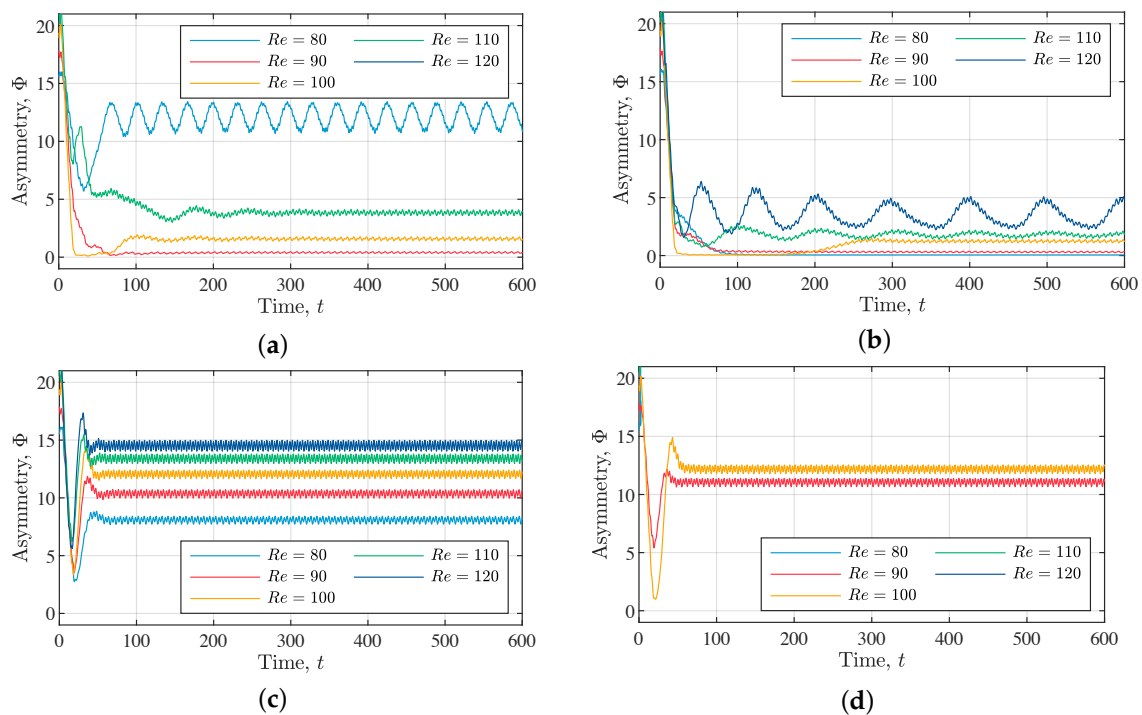 20
15
10
5
0
Asymmetry, Φ
Re = 80
Re = 90
Re = 100
Re = 110
Re = 120
0 100 200 300 400 500 600
Time, t
(a)
20
15
10
5
0
Asymmetry, Φ
Re = 80
Re = 90
Re = 100
Re = 110
Re = 120
0 100 200 300 400 500 600
Time, t
(b)
20
15
10
5
0
Asymmetry, Φ
Re = 80
Re = 90
Re = 100
Re = 110
Re = 120
0 100 200 300 400 500 600
Time, t
(c)
20
15
10
5
0
Asymmetry, Φ
Re = 80
Re = 90
Re = 100
Re = 110
Re = 120
0 100 200 300 400 500 600
Time, t
(d)